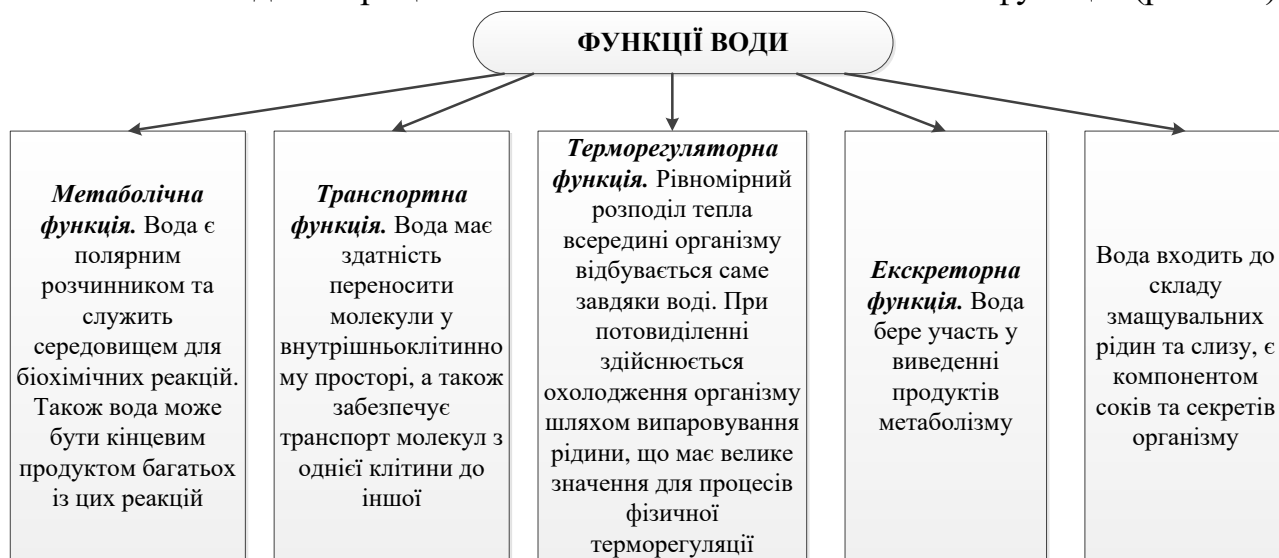 ФУНКЦІЇ ВОДИ
Метаболічна
функція. Вода є
полярним
розчинником та
служить
середовищем для
біохімічних реакцій.
Також вода може
бути кінцевим
продуктом багатьох
із цих реакцій
Транспортна
функція. Вода має
здатність
переносити
молекули у
внутрішньоклітинно
му просторі, а також
забезпечує
транспорт молекул з
однієї клітини до
іншої
Терморегуляторна
функція. Рівномірний
розподіл тепла
всередині організму
відбувається саме
завдяки воді. При
потовиділенні
здійснюється
охолодження організму
шляхом випаровування
рідини, що має велике
значення для процесів
фізичної
терморегуляції
Екскреторна
функція. Вода
бере участь у
виведенні
продуктів
метаболізму
Вода входить до
складу
змащувальних
рідин та слизу, є
компонентом
соків та секретів
організму